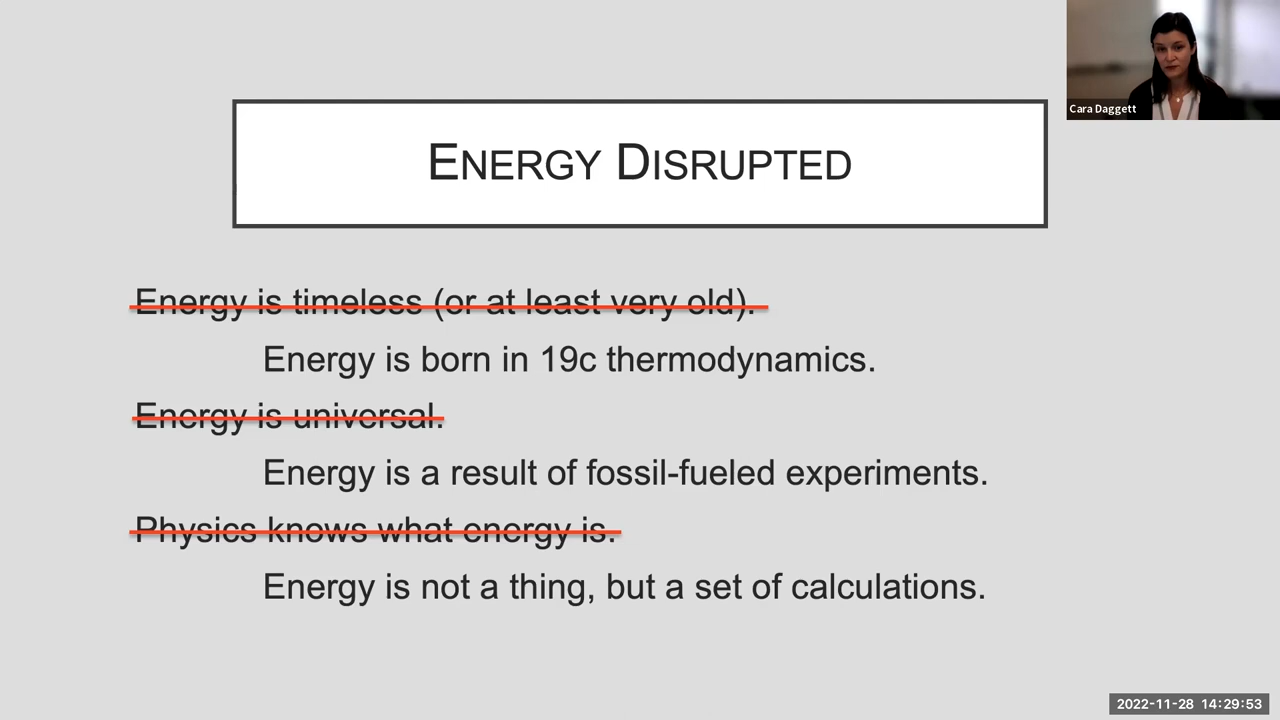 Cara Daggett
ENERGY DISRUPTED
Energy is timeless (or at least very old).
Energy is born in 19c thermodynamics.
Energy is universal.
Energy is a result of fossil-fueled experiments.
Physics knows what energy is.
Energy is not a thing, but a set of calculations.
2022-11-28 14:29:53